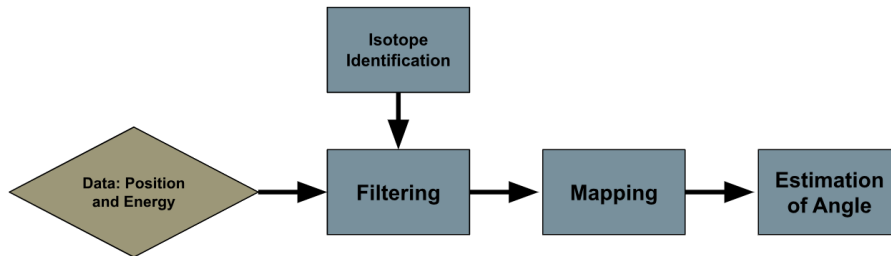 Isotope
Identification
Data: Position
and Energy
Filtering
Mapping
Estimation
of Angle